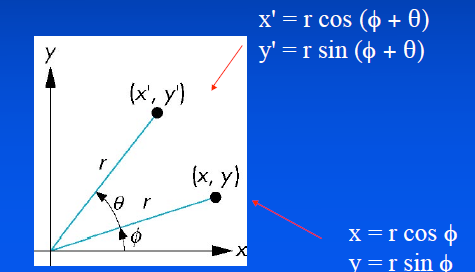 x' = r cos (ϕ + θ)
y' = r sin (ϕ + θ)
y
(x', y')
r
(x, y)
θ r
ϕ
x
x = r cos ϕ
y = r sin ϕ